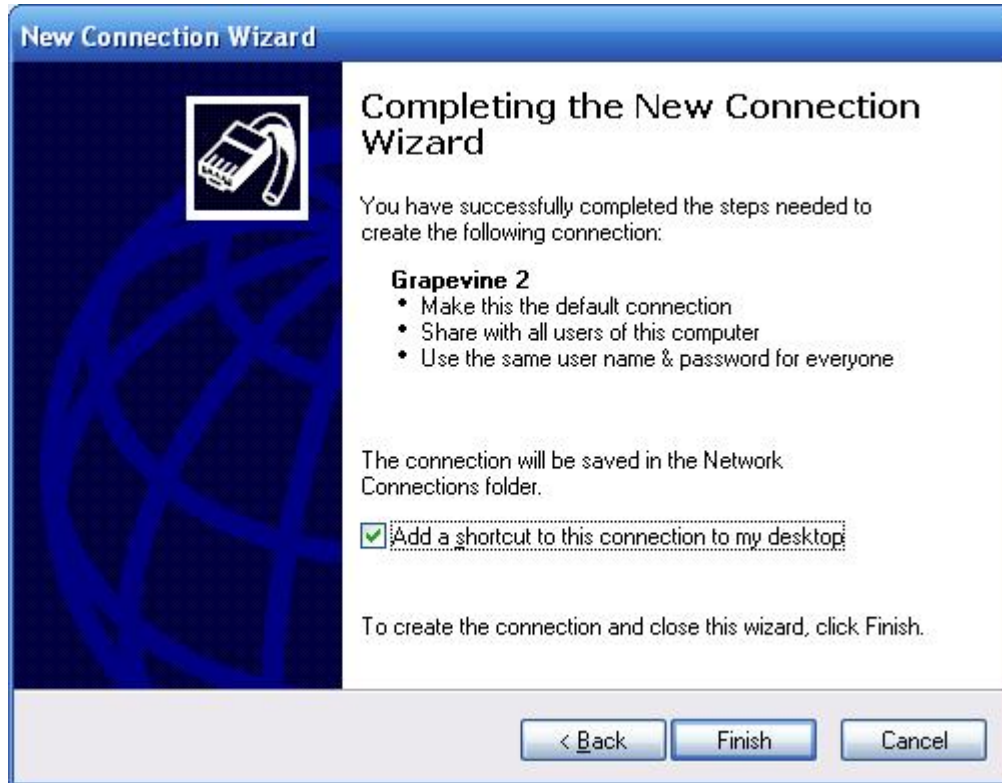 New Connection Wizard
Completing the New Connection
Wizard
You have successfully completed the steps needed to
create the following connection:
Grapevine 2
• Make this the default connection
• Share with all users of this computer
• Use the same user name & password for everyone
The connection will be saved in the Network
Connections folder.
Add a shortcut to this connection to my desktop
To create the connection and close this wizard, click Finish.
< Back
Finish
Cancel